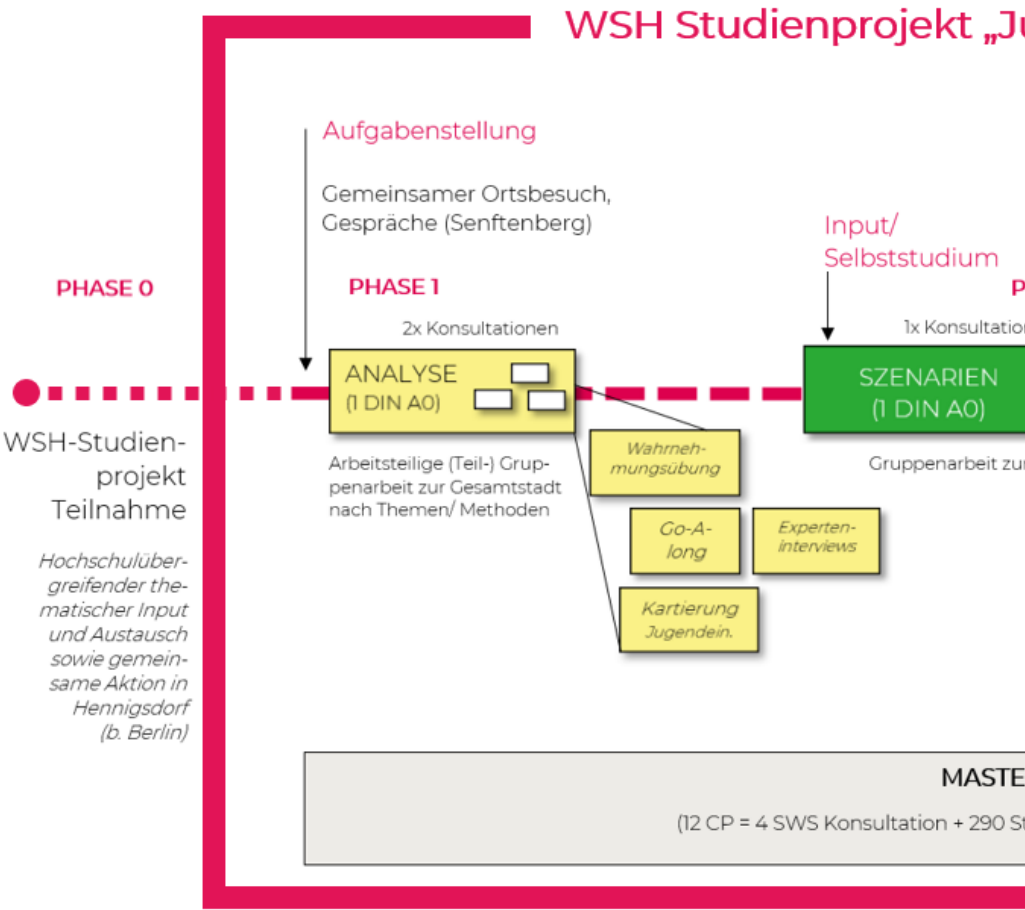 WSH Studienprojekt „Ju
Aufgabenstellung
Gemeinsamer Ortsbesuch,
Gespräche (Senftenberg)
Input/
Selbststudium
PHASE 0
PHASE 1
P
2x Konsultationen
1x Konsultation
ANALYSE
(1 DIN A0)
SZENARIEN
(1 DIN A0)
WSH-Studien-
projekt
Teilnahme
Arbeitsteilige (Teil-) Grup-
penarbeit zur Gesamtstadt
nach Themen/ Methoden
Wahrneh-
mungsübung
Gruppenarbeit zur
Go-A-
long
Experten-
interviews
Kartierung
Jugendein.
Hochschulüber-
greifender the-
matischer Input
und Austausch
sowie gemein-
same Aktion in
Hennigsdorf
(b. Berlin)
MASTE
(12 CP = 4 SWS Konsultation + 290 St